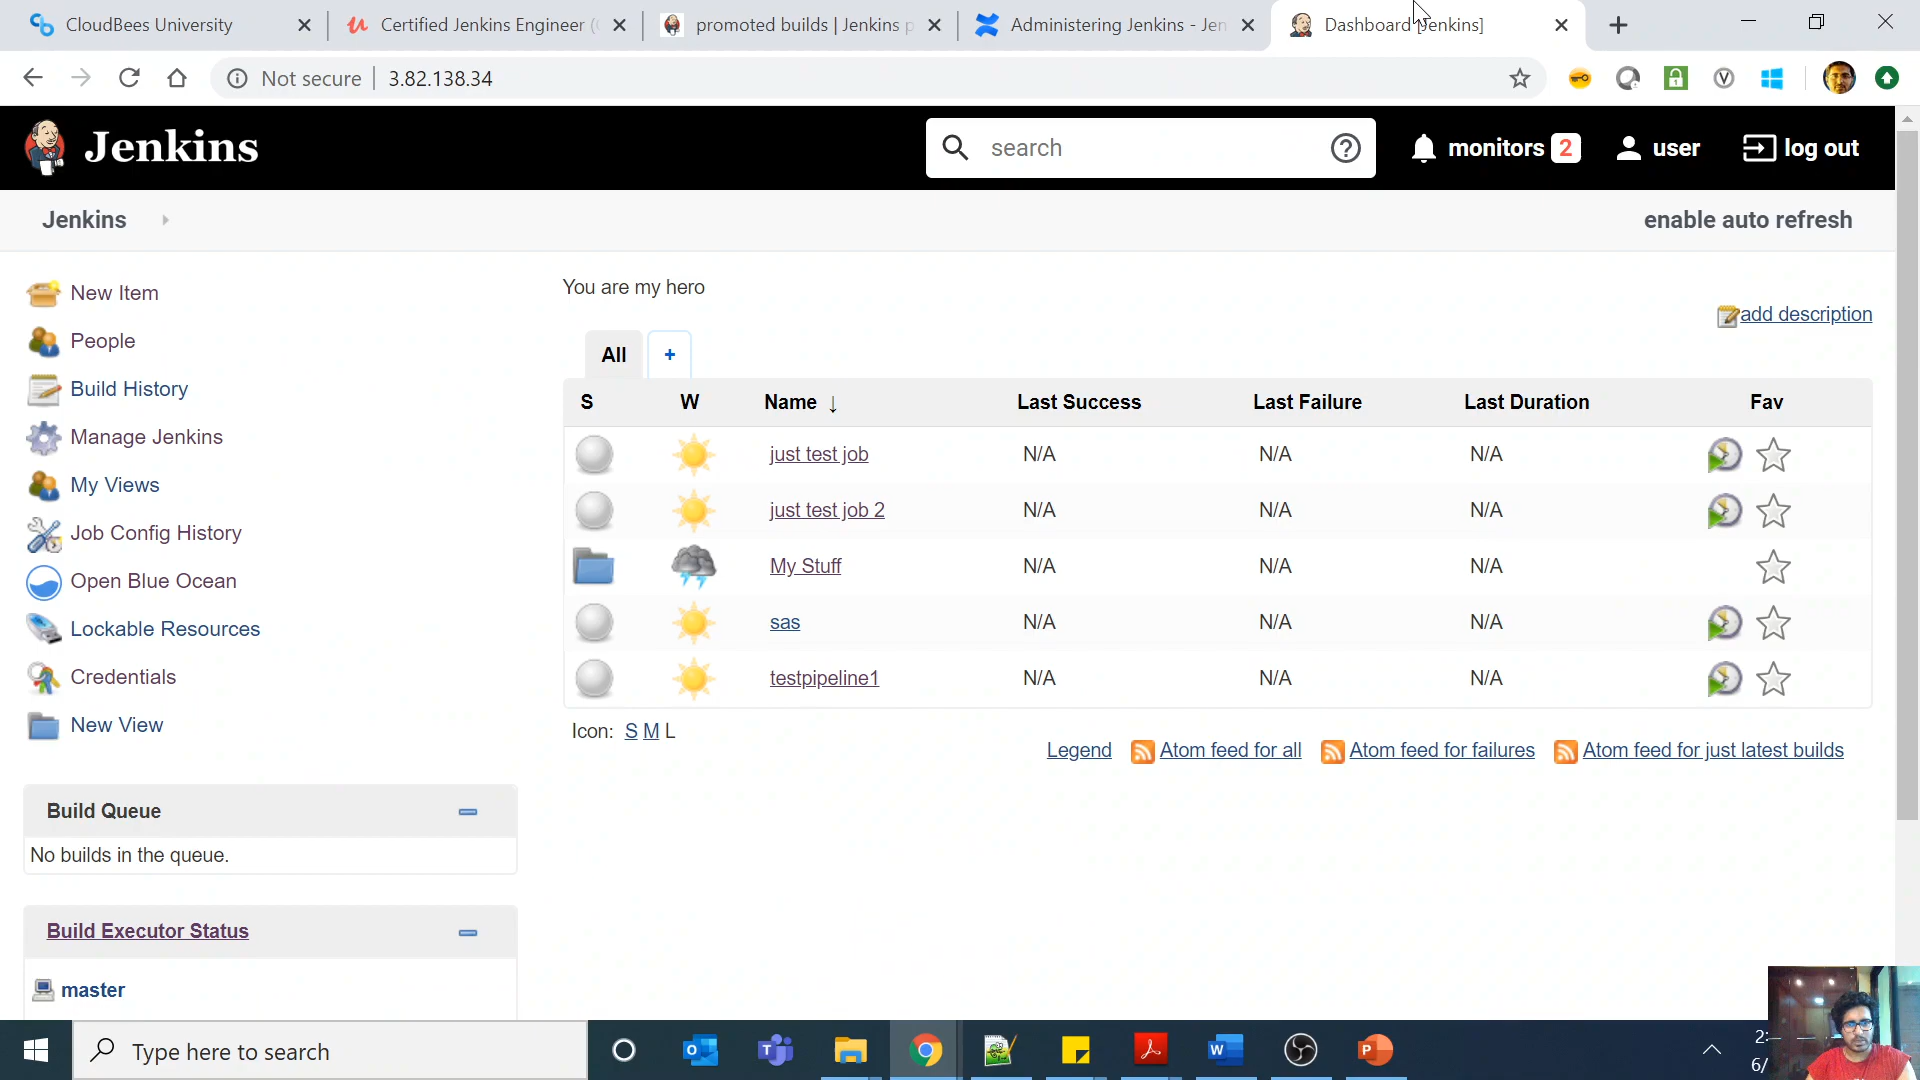 CloudBees University
Certified Jenkins Engineer (
promoted builds | Jenkins p
Administering Jenkins - Jen
Dashboard [Jenkins]
Not secure | 3.82.138.34
Jenkins
search
monitors 2
user
log out
Jenkins
enable auto refresh
New Item
People
Build History
Manage Jenkins
My Views
Job Config History
Open Blue Ocean
Lockable Resources
Credentials
New View
Build Queue
No builds in the queue.
Build Executor Status
master
You are my hero
add description
All +
S W Name ↓ Last Success Last Failure Last Duration Fav
just test job N/A N/A N/A
just test job 2 N/A N/A N/A
My Stuff N/A N/A N/A
sas N/A N/A N/A
testpipeline1 N/A N/A N/A
Icon: S M L
Legend Atom feed for all Atom feed for failures Atom feed for just latest builds
Type here to search
2:
6/